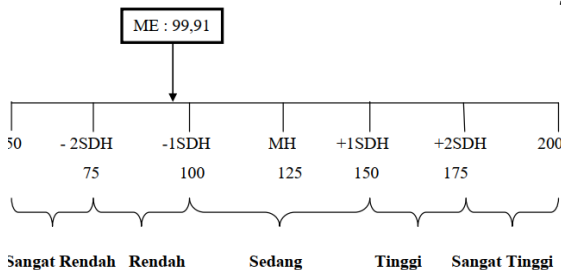 ME : 99,91
50 - 2SDH -1SDH MH +1SDH +2SDH 200
75 100 125 150 175
Sangat Rendah Rendah Sedang Tinggi Sangat Tinggi